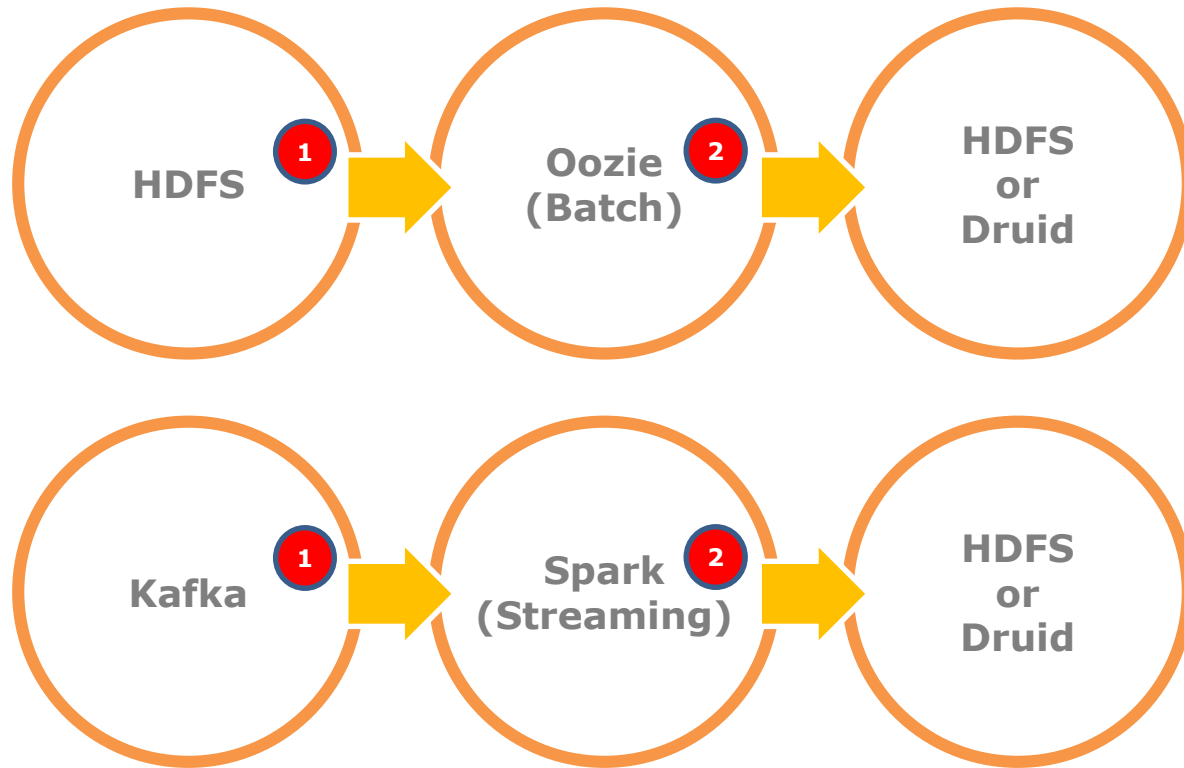 HDFS
1
Oozie
(Batch)
2
HDFS
or
Druid
Kafka
1
Spark
(Streaming)
2
HDFS
or
Druid